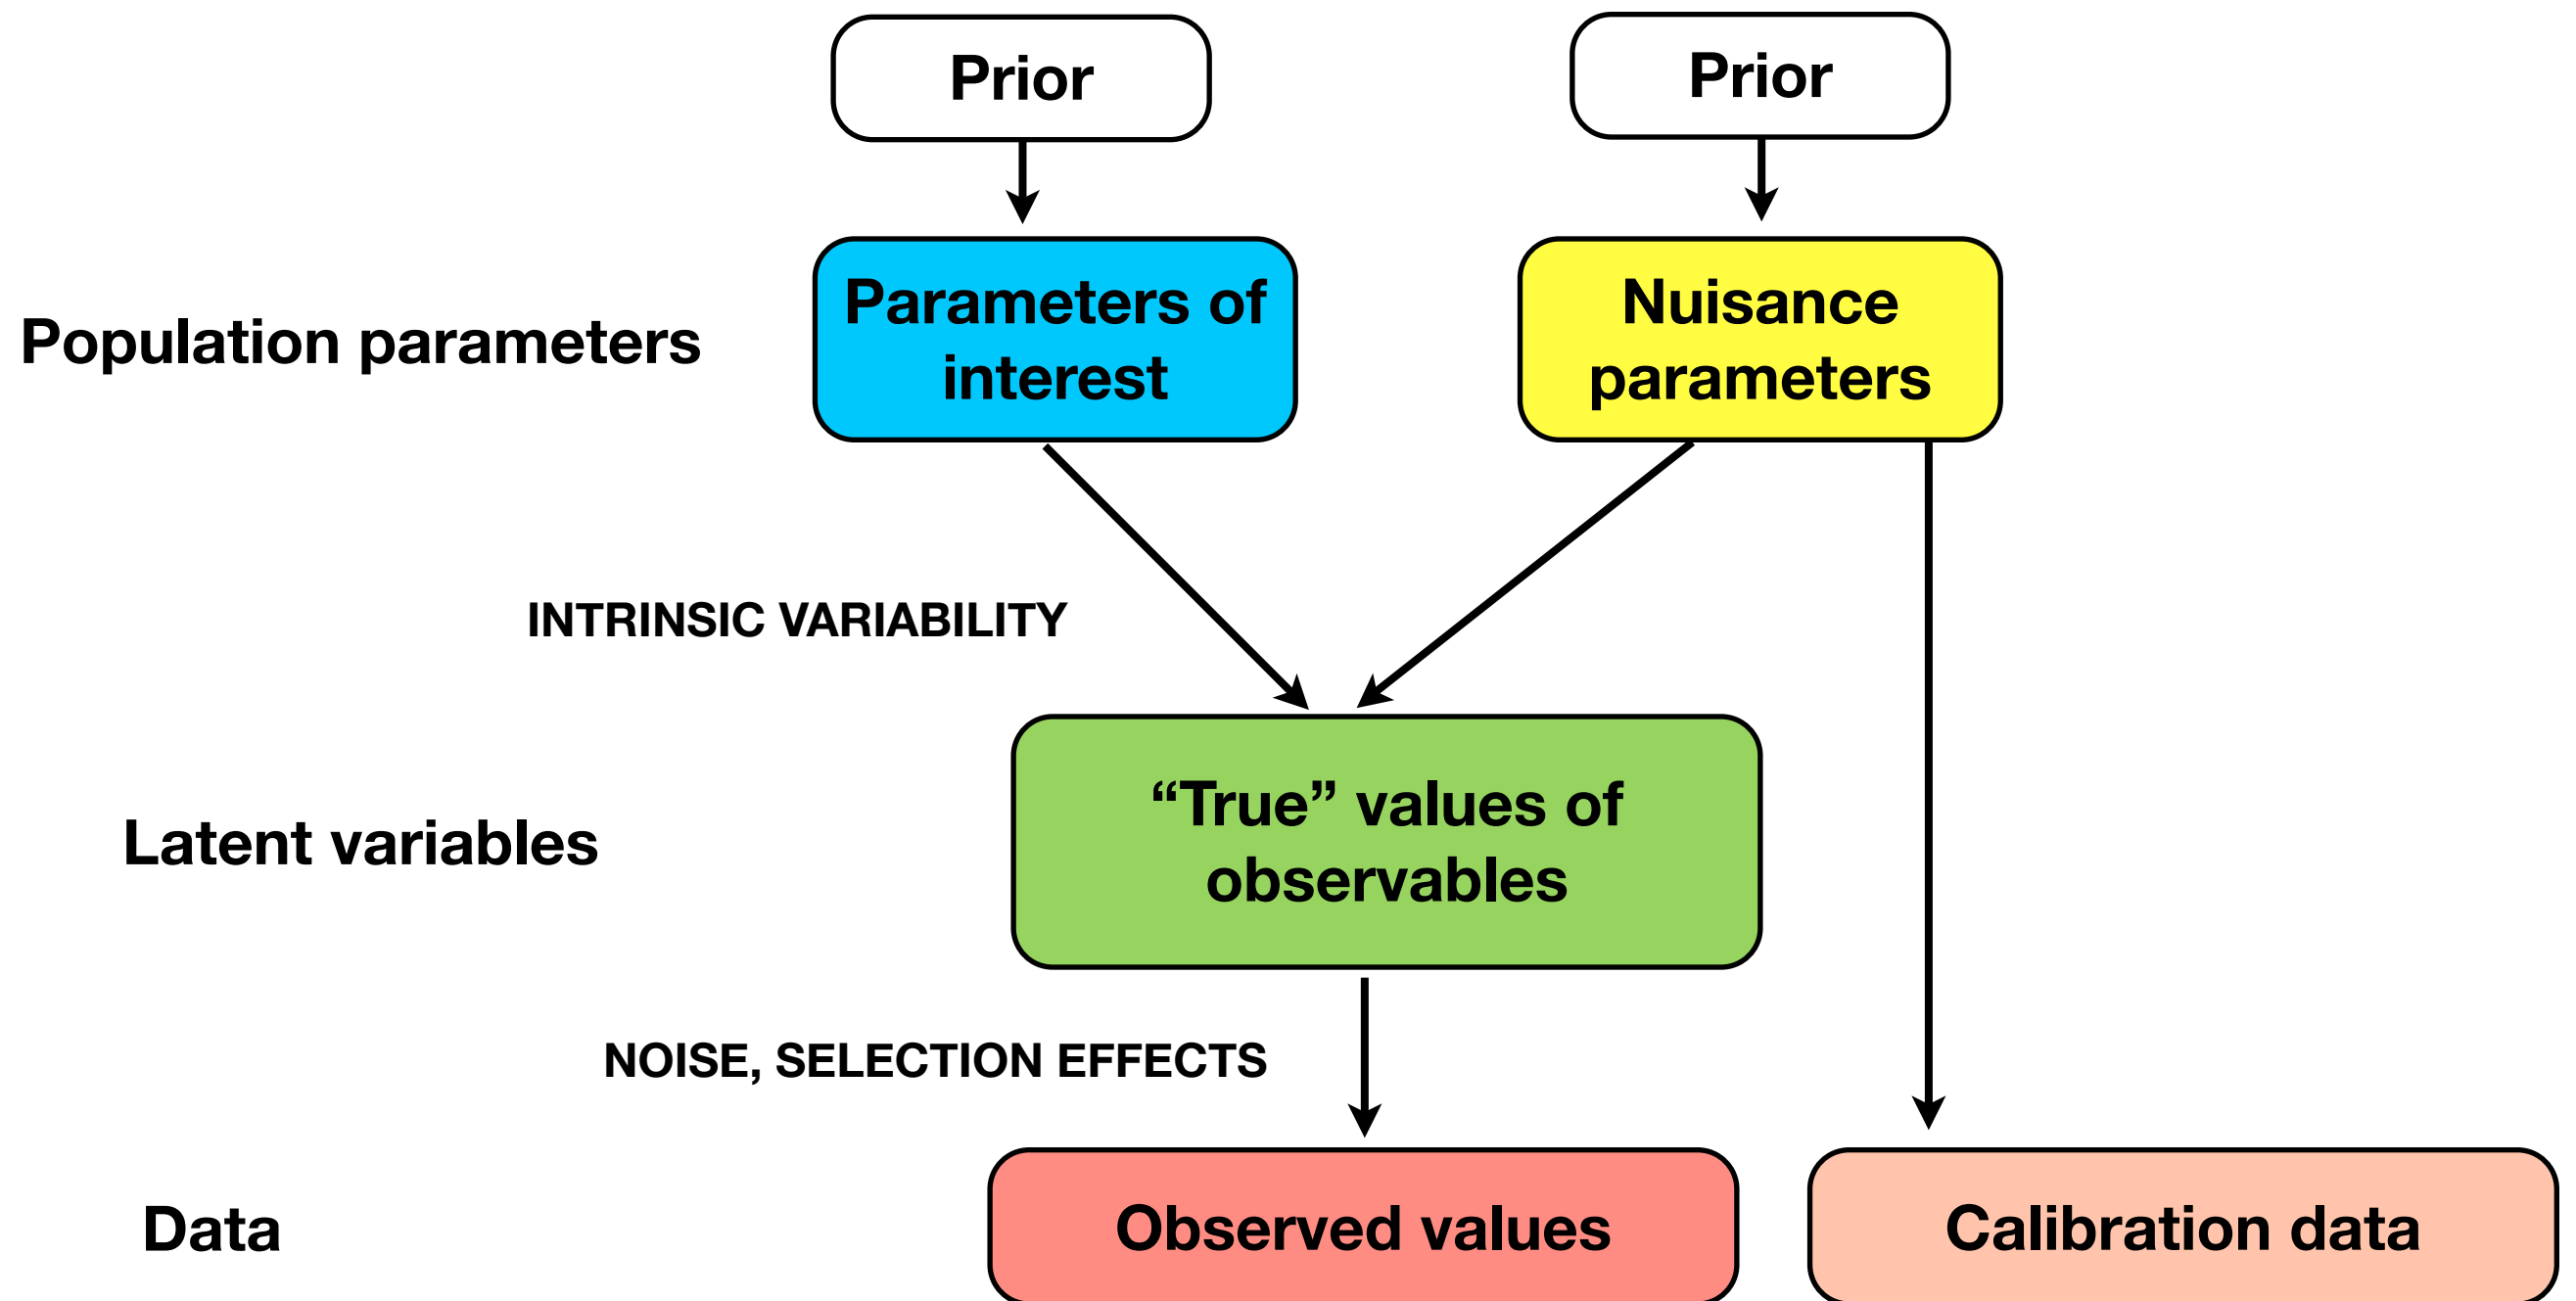 Prior
Prior
Population parameters
Parameters of
interest
Nuisance
parameters
INTRINSIC VARIABILITY
Latent variables
“True” values of
observables
NOISE, SELECTION EFFECTS
Data
Observed values
Calibration data